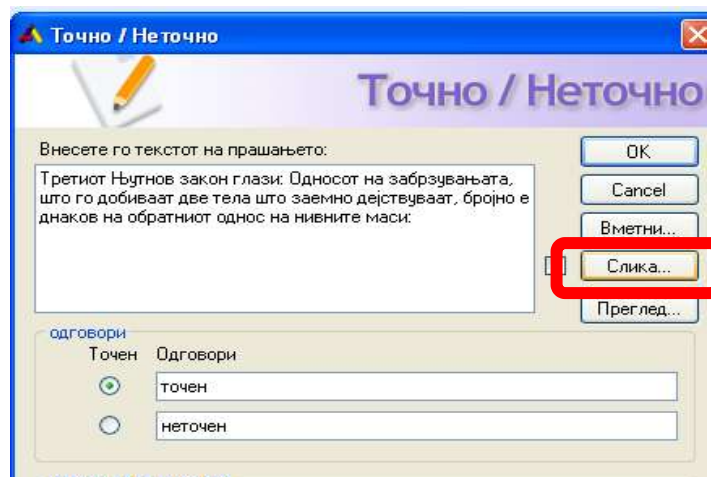 Точно / Неточно
Точно / Неточно
Внесете го текстот на прашањето:
Третиот Њутнов закон глази: Односот на забрзувањата,
што го добиваат две тела што заемно дејствуваат, бројно е
днаков на обратниот однос на нивните маси:
OK
Cancel
Вметни...
Слика...
Преглед...
одговори
Точен Одговори
точен
неточен